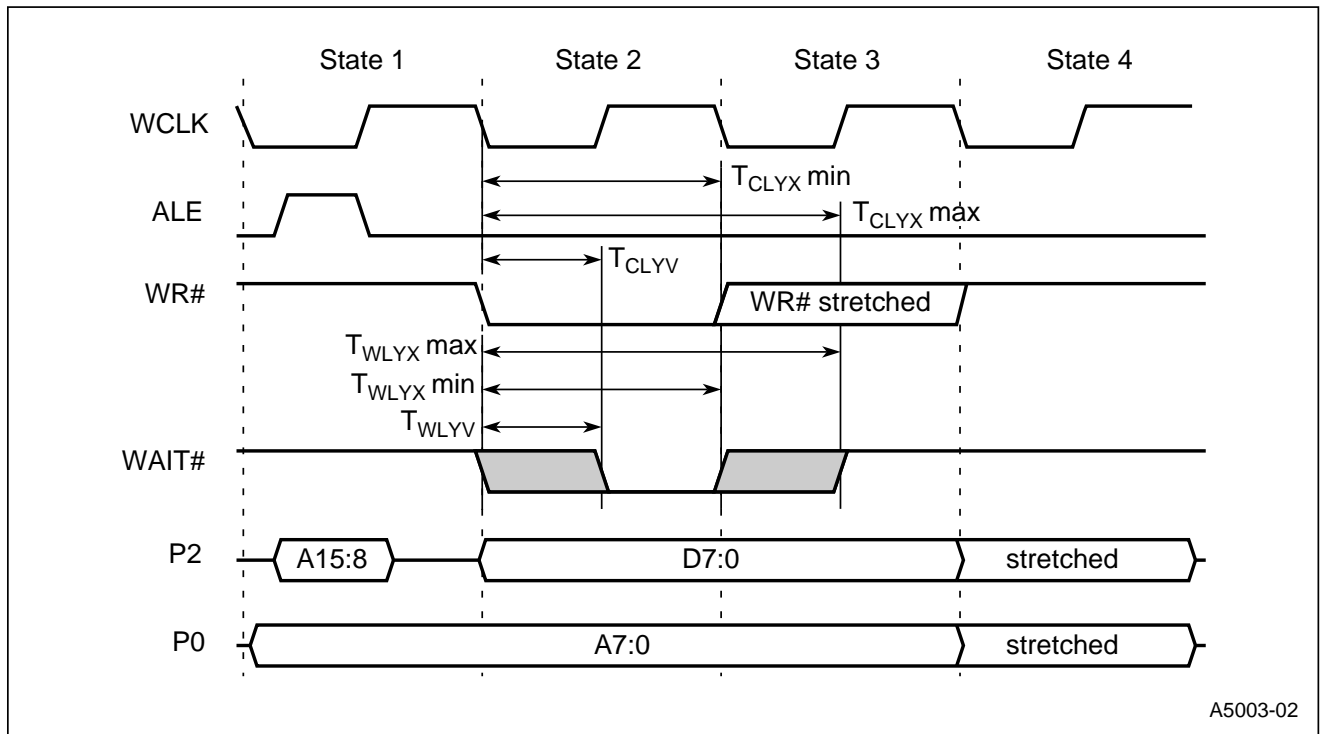 State 1 State 2 State 3 State 4
WCLK
T_CLYX min
ALE
T_CLYX max
T_CLYV
WR#
WR# stretched
T_WLYX max
T_WLYX min
T_WLYV
WAIT#
P2 A15:8 D7:0 stretched
P0 A7:0 stretched
A5003-02